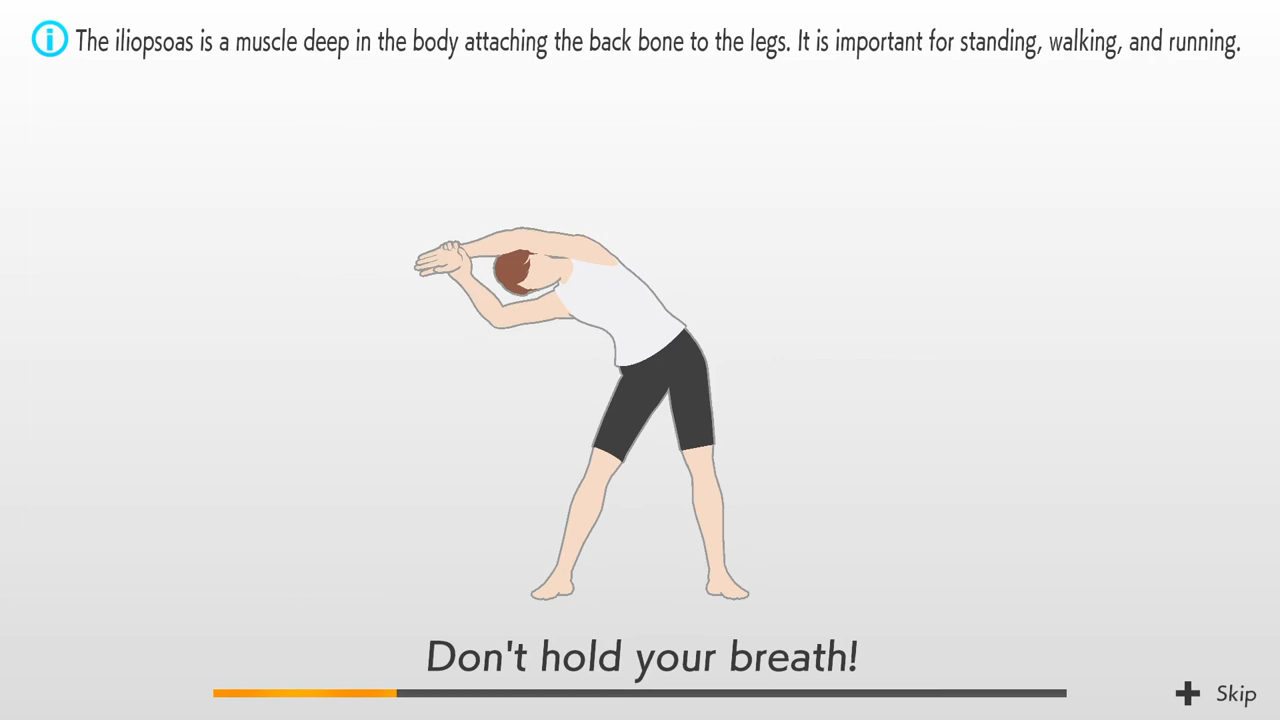 The iliopsoas is a muscle deep in the body attaching the back bone to the legs. It is important for standing, walking, and running.
Don't hold your breath!
Skip